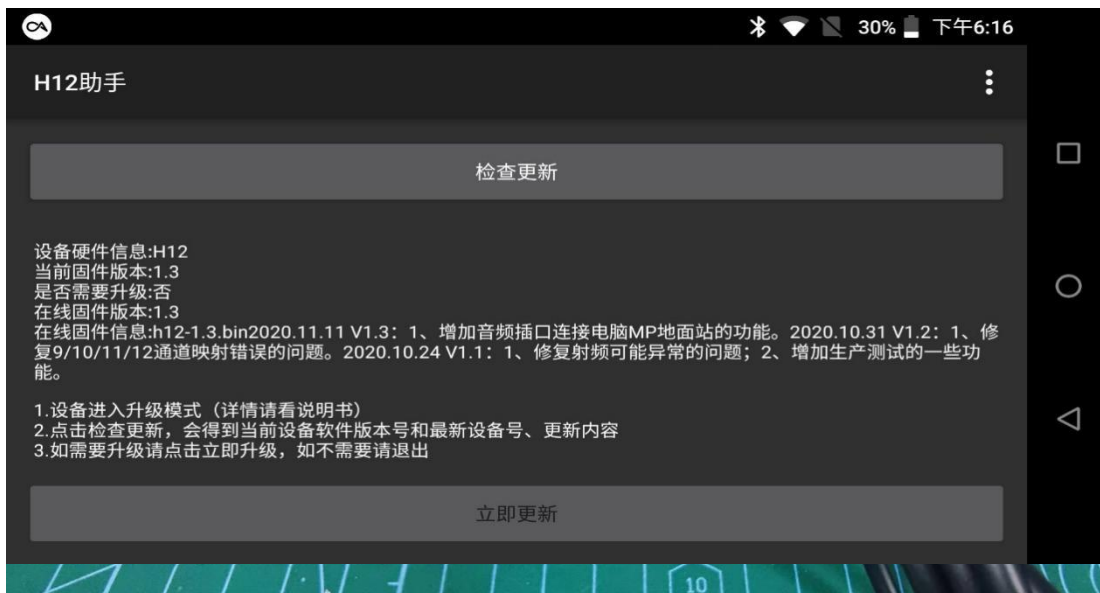 30% 下午6:16
H12助手
检查更新
设备硬件信息:H12
当前固件版本:1.3
是否需要升级:否
在线固件版本:1.3
在线固件信息:h12-1.3.bin2020.11.11 V1.3：1、增加音频插口连接电脑MP地面站的功能。2020.10.31 V1.2：1、修
复9/10/11/12通道映射错误的问题。2020.10.24 V1.1：1、修复射频可能异常的问题；2、增加生产测试的一些功
能。
1.设备进入升级模式（详情请看说明书）
2.点击检查更新，会得到当前设备软件版本号和最新设备号、更新内容
3.如需要升级请点击立即升级，如不需要请退出
立即更新
10